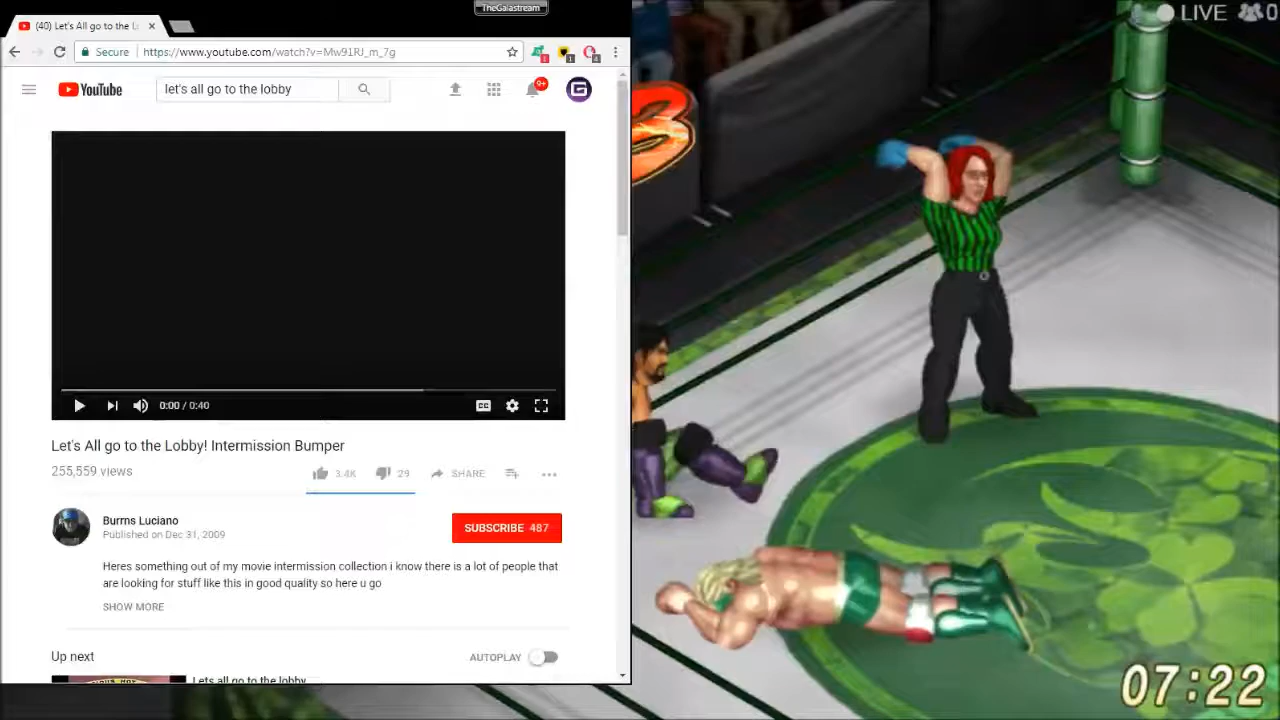 TheGalastream
LIVE 0
(40) Let's All go to the L
Secure https://www.youtube.com/watch?v=Mw91RJ_m_7g
YouTube let's all go to the lobby 9+
0:00 / 0:40 CC
Let's All go to the Lobby! Intermission Bumper
255,559 views
3.4K 29 SHARE
Burrns Luciano
Published on Dec 31, 2009
SUBSCRIBE 487
Heres something out of my movie intermission collection i know there is a lot of people that
are looking for stuff like this in good quality so here u go
SHOW MORE
Up next AUTOPLAY
Lets all go to the lobby
07:22